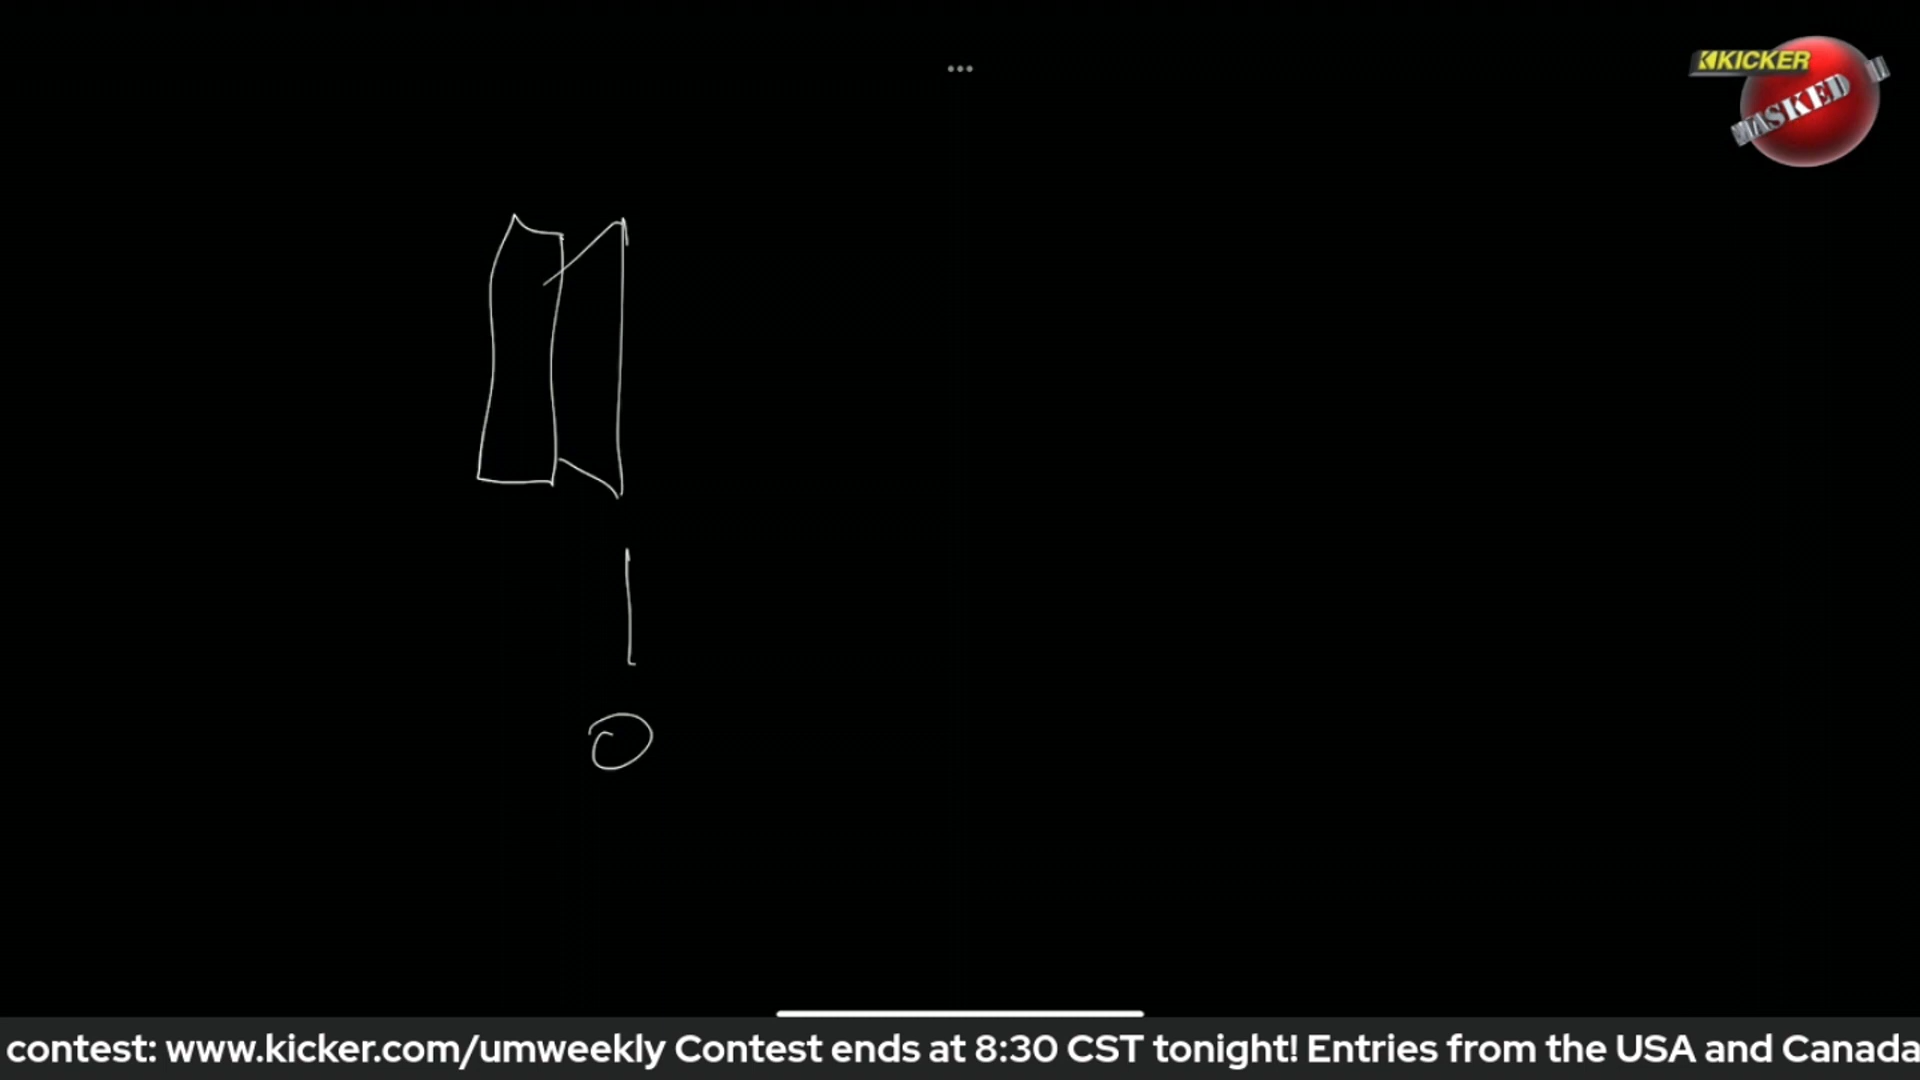 KICKER
UNMASKED
contest: www.kicker.com/umweekly Contest ends at 8:30 CST tonight! Entries from the USA and Canada